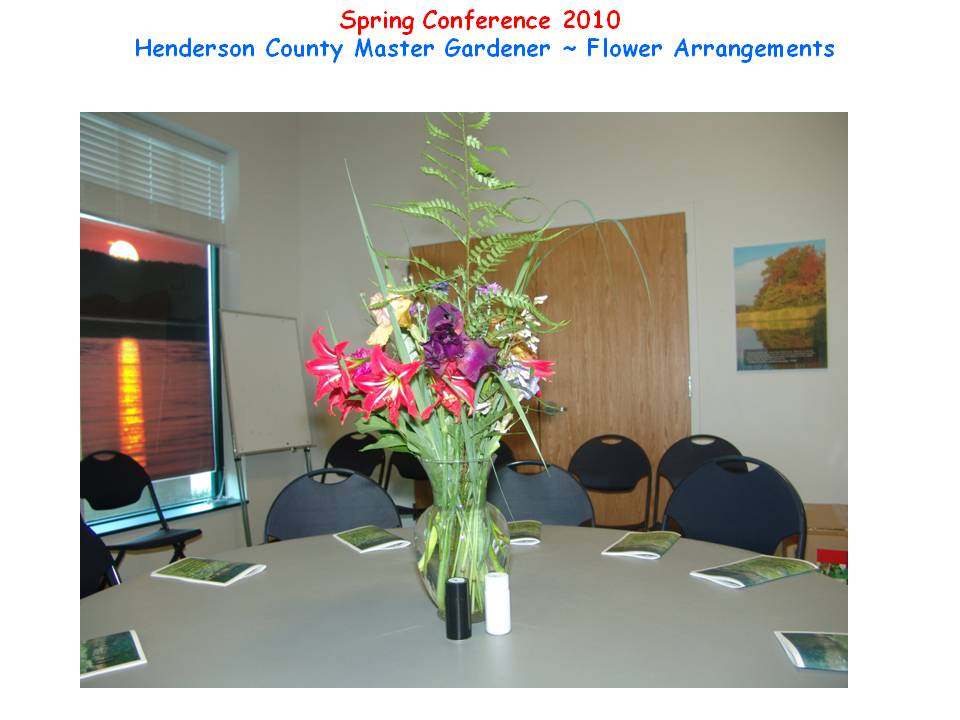 Spring Conference 2010
Henderson County Master Gardener ~ Flower Arrangements